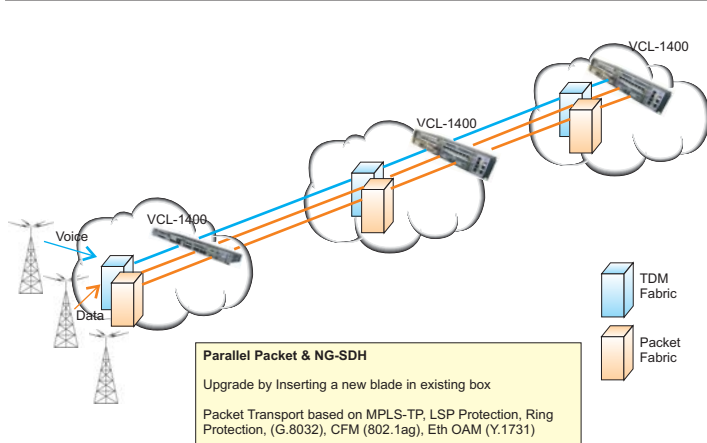 VCL-1400
VCL-1400
VCL-1400
Voice
Data
TDM
Fabric
Packet
Fabric
Parallel Packet & NG-SDH
Upgrade by Inserting a new blade in existing box
Packet Transport based on MPLS-TP, LSP Protection, Ring
Protection, (G.8032), CFM (802.1ag), Eth OAM (Y.1731)